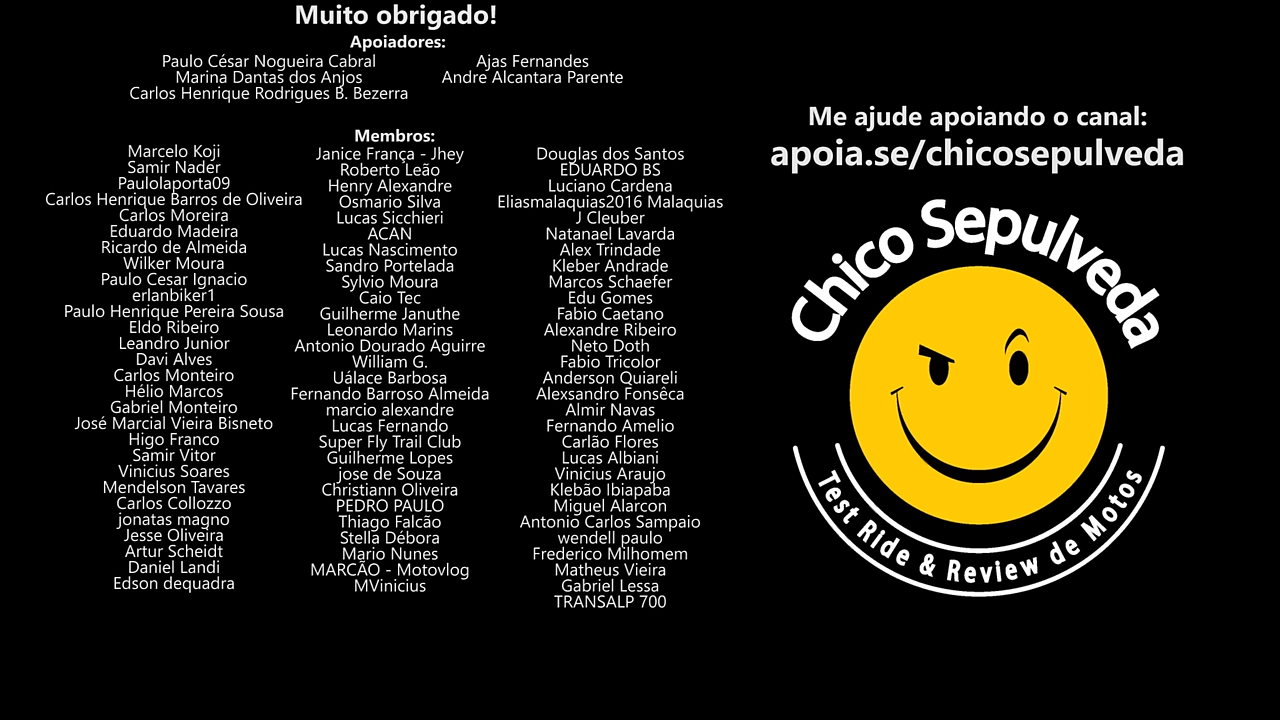 Muito obrigado!
Apoiadores:
Paulo César Nogueira Cabral
Marina Dantas dos Anjos
Carlos Henrique Rodrigues B. Bezerra
Ajas Fernandes
Andre Alcantara Parente
Membros:
Marcelo Koji
Samir Nader
Paulolaporta09
Carlos Henrique Barros de Oliveira
Carlos Moreira
Eduardo Madeira
Ricardo de Almeida
Wilker Moura
Paulo Cesar Ignacio
erlanbiker1
Paulo Henrique Pereira Sousa
Eldo Ribeiro
Leandro Junior
Davi Alves
Carlos Monteiro
Hélio Marcos
Gabriel Monteiro
José Marcial Vieira Bisneto
Higo Franco
Samir Vitor
Vinicius Soares
Mendelson Tavares
Carlos Collozzo
jonatas magno
Jesse Oliveira
Artur Scheidt
Daniel Landi
Edson dequadra
Janice França - Jhey
Roberto Leão
Henry Alexandre
Osmario Silva
Lucas Sicchieri
ACAN
Lucas Nascimento
Sandro Portelada
Sylvio Moura
Caio Tec
Guilherme Januthe
Leonardo Marins
Antonio Dourado Aguirre
William G.
Uálace Barbosa
Fernando Barroso Almeida
marcio alexandre
Lucas Fernando
Super Fly Trail Club
Guilherme Lopes
jose de Souza
Christiann Oliveira
PEDRO PAULO
Thiago Falcão
Stella Débora
Mario Nunes
MARCÃO - Motovlog
MVinicius
Douglas dos Santos
EDUARDO BS
Luciano Cardena
Eliasmalaquias2016 Malaquias
J Cleuber
Natanael Lavarda
Alex Trindade
Kleber Andrade
Marcos Schaefer
Edu Gomes
Fabio Caetano
Alexandre Ribeiro
Neto Doth
Fabio Tricolor
Anderson Quiareli
Alexsandro Fonsêca
Almir Navas
Fernando Amelio
Carlão Flores
Lucas Albiani
Vinicius Araujo
Klebão Ibiapaba
Miguel Alarcon
Antonio Carlos Sampaio
wendell paulo
Frederico Milhomem
Matheus Vieira
Gabriel Lessa
TRANSALP 700
Me ajude apoiando o canal:
apoia.se/chicosepulveda
Chico Sepulveda
Test Ride & Review de Motos